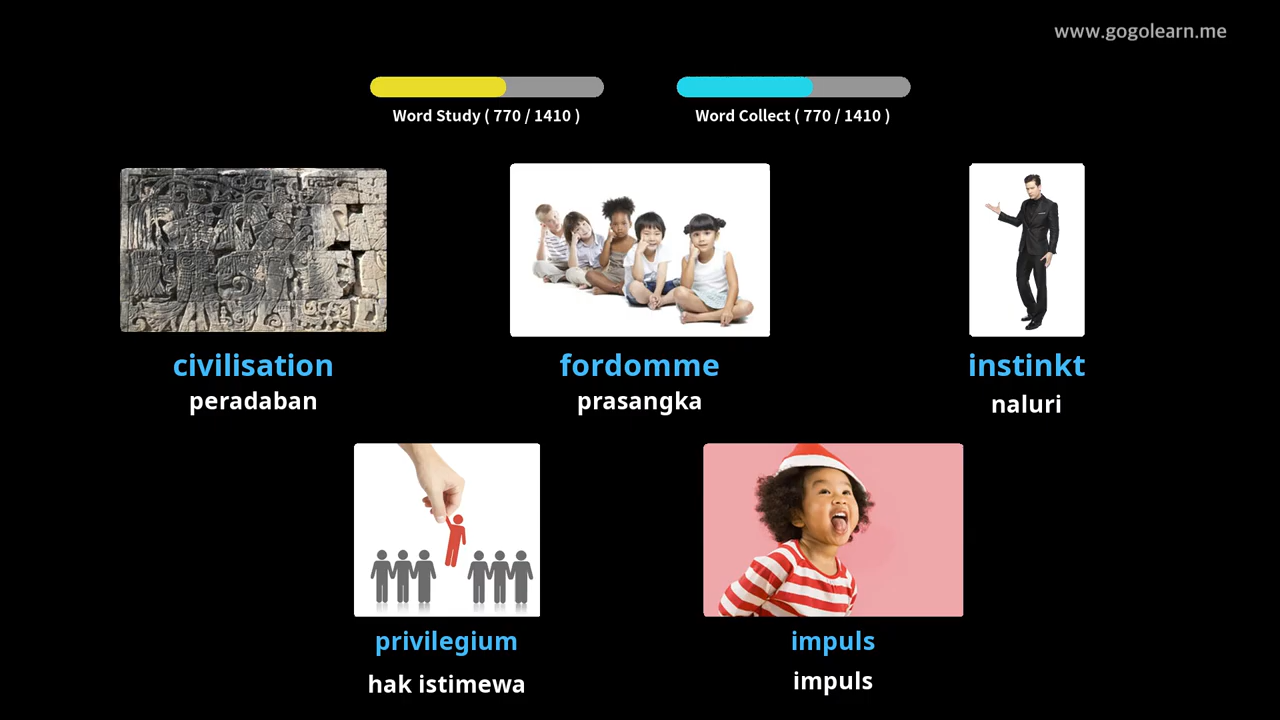 www.gogolearn.me
Word Study ( 770 / 1410 )
Word Collect ( 770 / 1410 )
civilisation
peradaban
fordomme
prasangka
instinkt
naluri
privilegium
hak istimewa
impuls
impuls